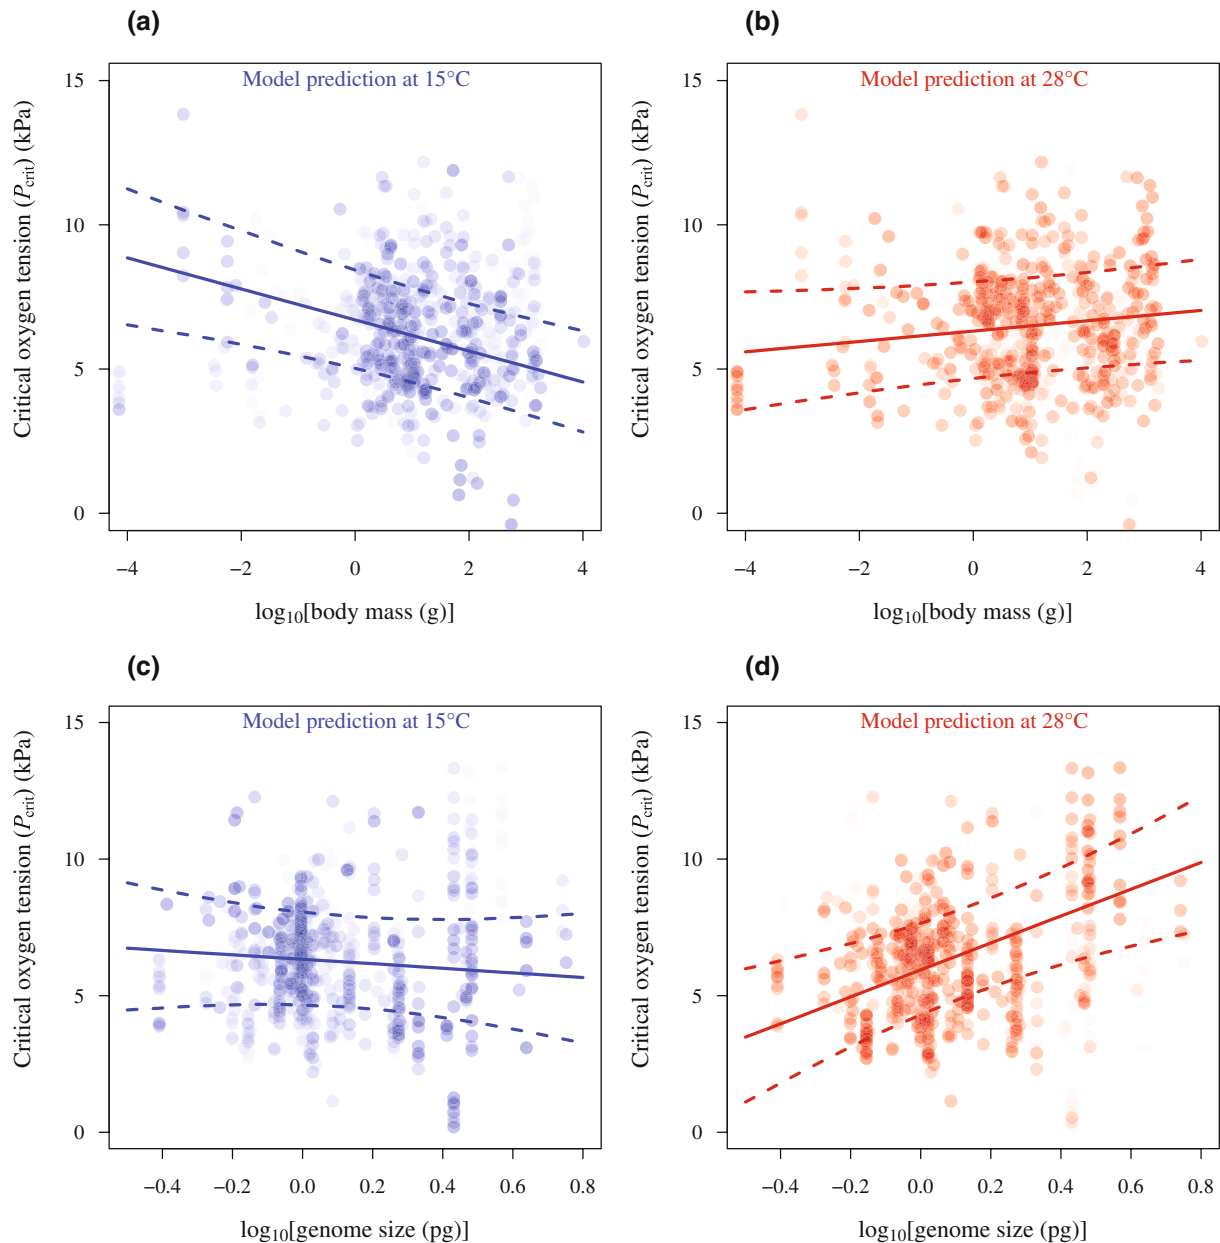 (a)
Model prediction at 15°C
Critical oxygen tension (Pcrit) (kPa)
15
10
5
0
−4 −2 0 2 4
log10[body mass (g)]
(b)
Model prediction at 28°C
Critical oxygen tension (Pcrit) (kPa)
15
10
5
0
−4 −2 0 2 4
log10[body mass (g)]
(c)
Model prediction at 15°C
Critical oxygen tension (Pcrit) (kPa)
15
10
5
0
−0.4 −0.2 0.0 0.2 0.4 0.6 0.8
log10[genome size (pg)]
(d)
Model prediction at 28°C
Critical oxygen tension (Pcrit) (kPa)
15
10
5
0
−0.4 −0.2 0.0 0.2 0.4 0.6 0.8
log10[genome size (pg)]